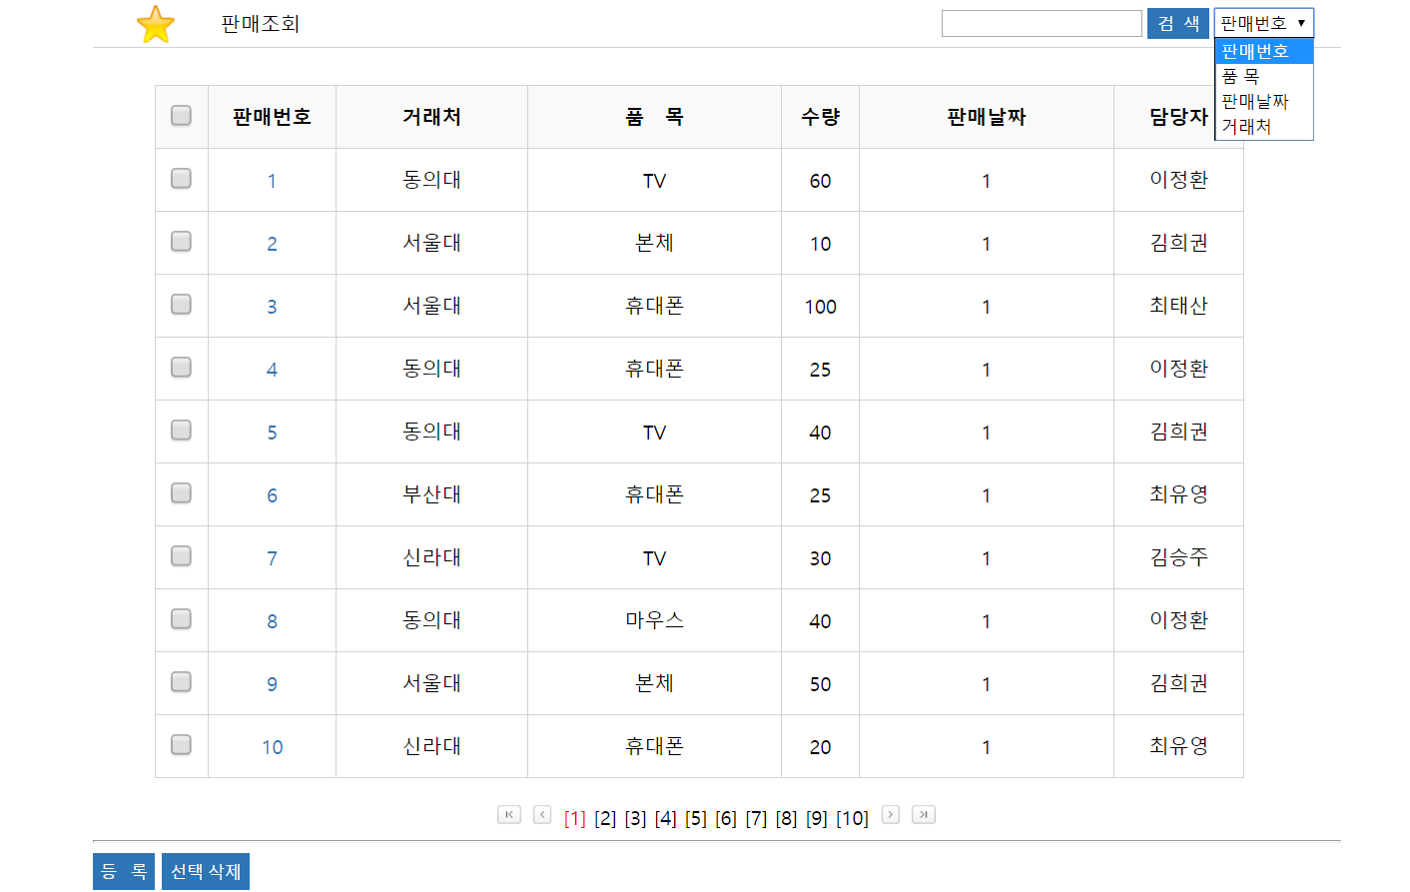 판매조회
검 색 판매번호
판매번호
품 목
판매날짜
거래처
판매번호 거래처 품 목 수량 판매날짜 담당자
1 동의대 TV 60 1 이정환
2 서울대 본체 10 1 김희권
3 서울대 휴대폰 100 1 최태산
4 동의대 휴대폰 25 1 이정환
5 동의대 TV 40 1 김희권
6 부산대 휴대폰 25 1 최유영
7 신라대 TV 30 1 김승주
8 동의대 마우스 40 1 이정환
9 서울대 본체 50 1 김희권
10 신라대 휴대폰 20 1 최유영
[1] [2] [3] [4] [5] [6] [7] [8] [9] [10]
등 록 선택 삭제